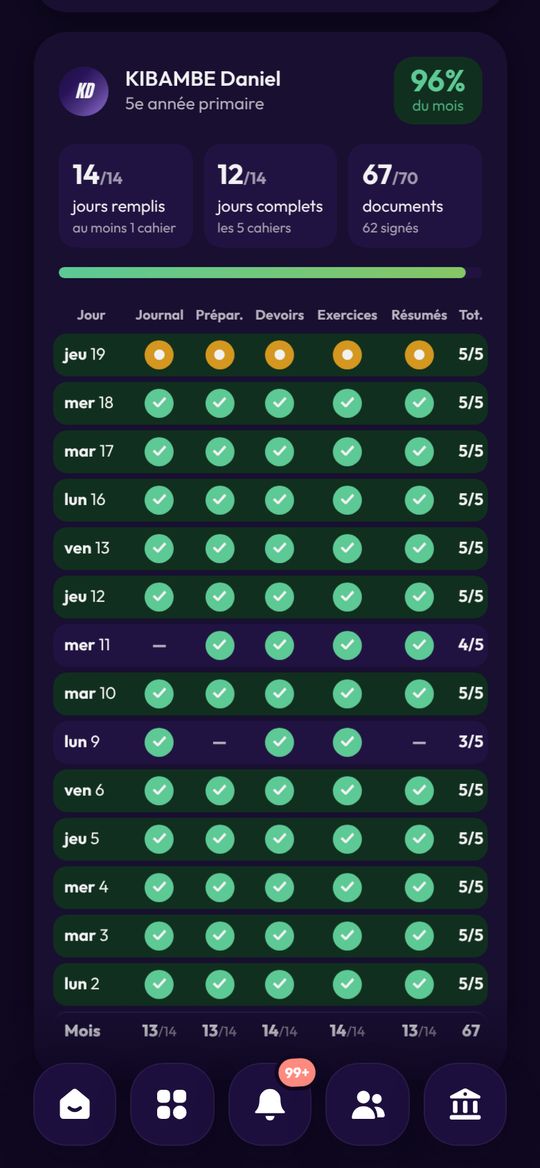 KD
KIBAMBE Daniel
5e année primaire
96%
du mois
14/14
jours remplis
au moins 1 cahier
12/14
jours complets
les 5 cahiers
67/70
documents
62 signés
Jour Journal Prépar. Devoirs Exercices Résumés Tot.
jeu 19 5/5
mer 18 5/5
mar 17 5/5
lun 16 5/5
ven 13 5/5
jeu 12 5/5
mer 11 – 4/5
mar 10 5/5
lun 9 – – 3/5
ven 6 5/5
jeu 5 5/5
mer 4 5/5
mar 3 5/5
lun 2 5/5
Mois 13/14 13/14 14/14 14/14 13/14 67
99+